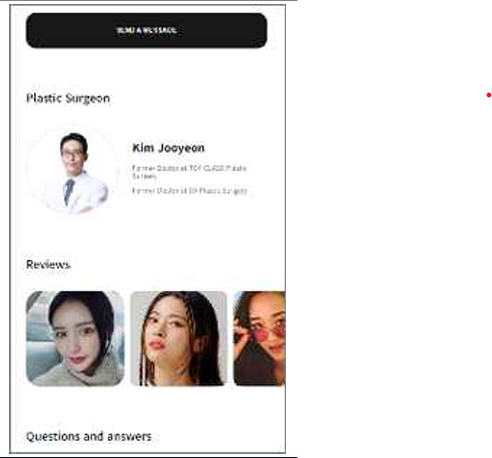 SEND A MESSAGE
Plastic Surgeon
Kim Jooyeon
Former Doctor at TOP CLASS Plastic
Surgery
Former Doctor at Plastic Surgery
Reviews
Questions and answers